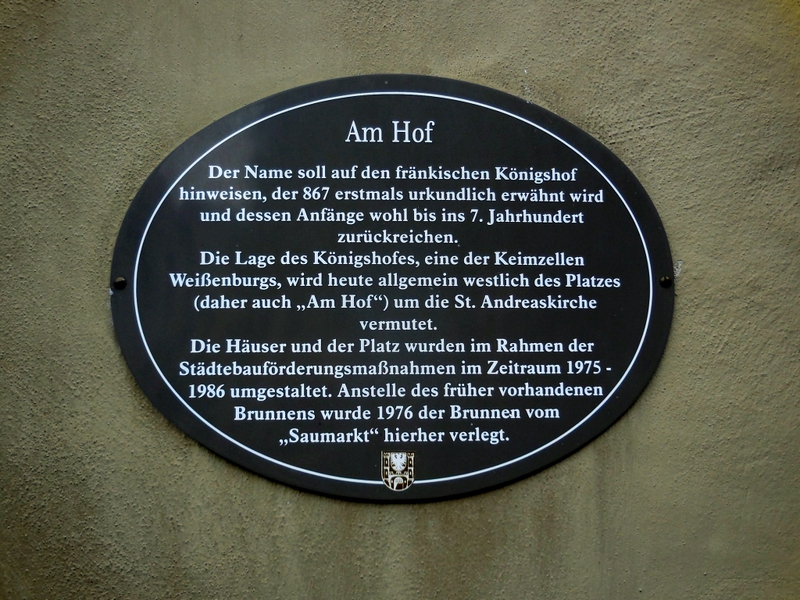 Am Hof
Der Name soll auf den fränkischen Königshof
hinweisen, der 867 erstmals urkundlich erwähnt wird
und dessen Anfänge wohl bis ins 7. Jahrhundert
zurückreichen.
Die Lage des Königshofes, eine der Keimzellen
Weißenburgs, wird heute allgemein westlich des Platzes
(daher auch „Am Hof“) um die St. Andreaskirche
vermutet.
Die Häuser und der Platz wurden im Rahmen der
Städtebauförderungsmaßnahmen im Zeitraum 1975 -
1986 umgestaltet. Anstelle des früher vorhandenen
Brunnens wurde 1976 der Brunnen vom
„Saumarkt“ hierher verlegt.